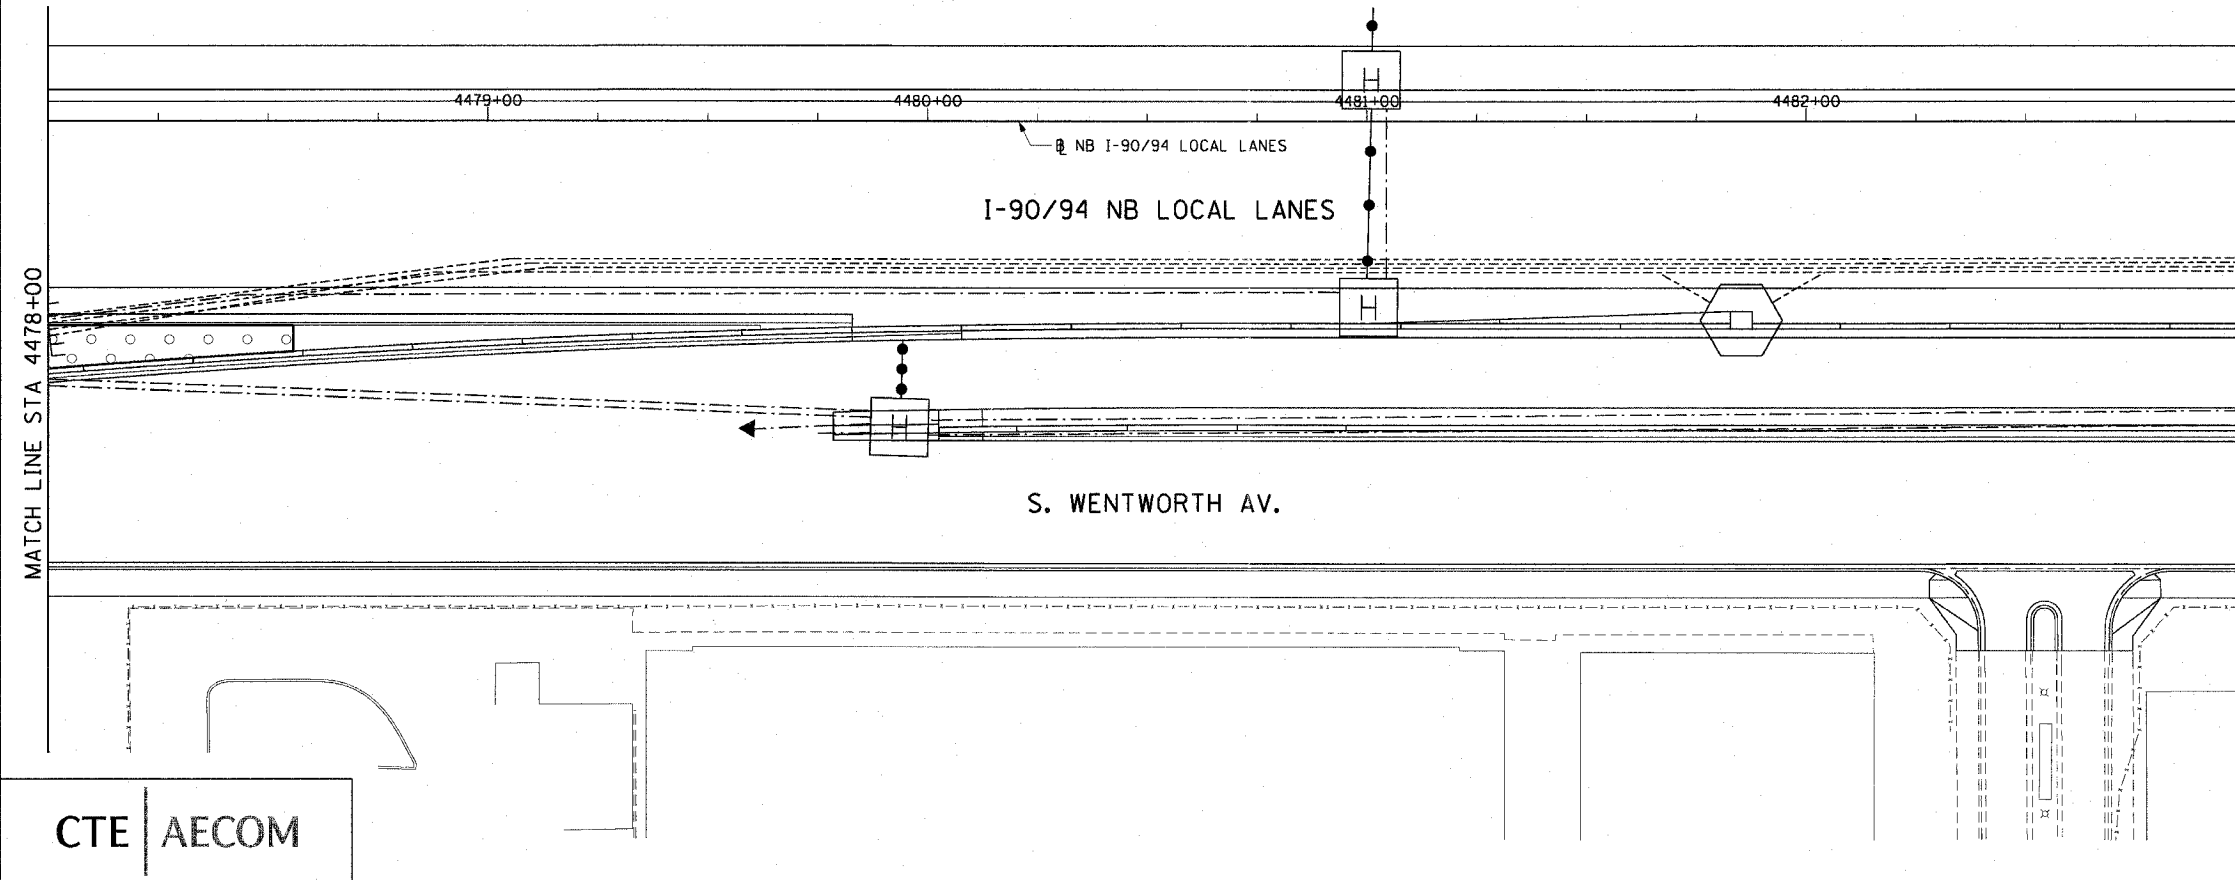 H
4479+00 4480+00 4481+00 4482+00
℄ NB I-90/94 LOCAL LANES
I-90/94 NB LOCAL LANES
H
MATCH LINE STA 4478+00
H
S. WENTWORTH AV.
CTE | AECOM